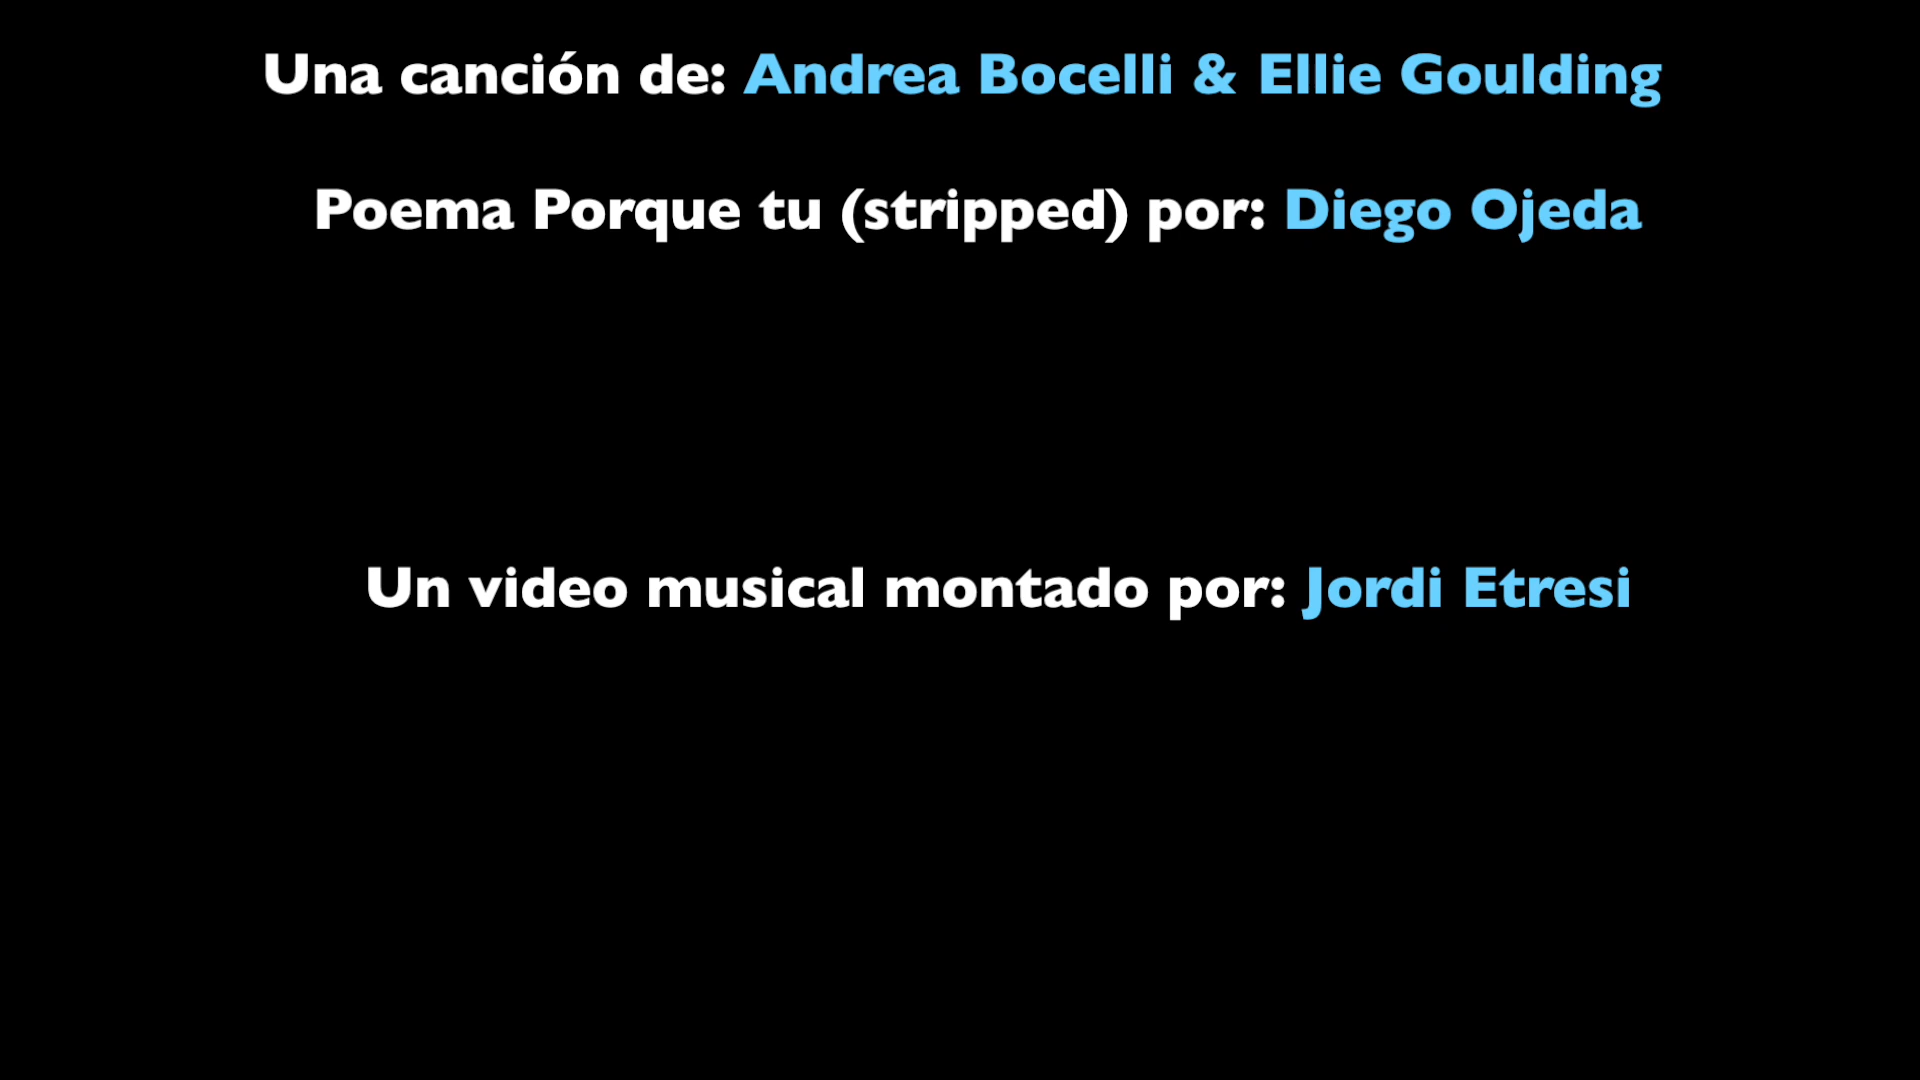 Una canción de: Andrea Bocelli & Ellie Goulding
Poema Porque tu (stripped) por: Diego Ojeda
Un video musical montado por: Jordi Etresi